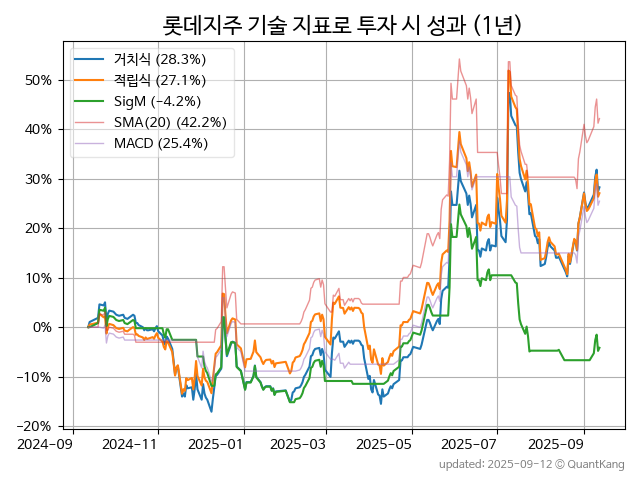 롯데지주 기술 지표로 투자 시 성과 (1년)
거치식 (28.3%)
적립식 (27.1%)
SigM (-4.2%)
SMA(20) (42.2%)
MACD (25.4%)
50%
40%
30%
20%
10%
0%
-10%
-20%
2024-09 2024-11 2025-01 2025-03 2025-05 2025-07 2025-09
updated: 2025-09-12 © QuantKang